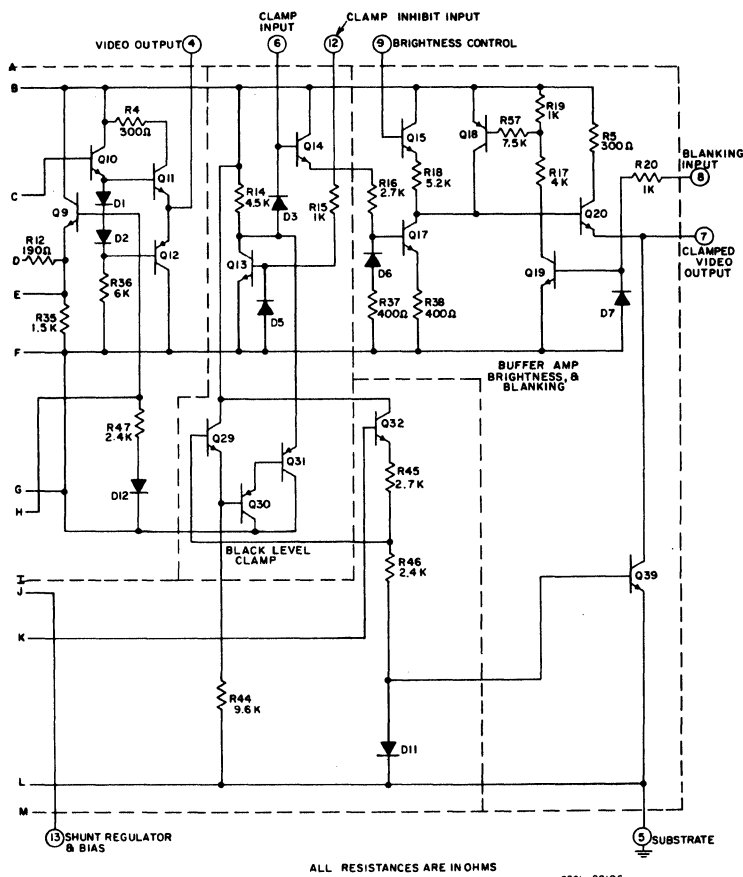 CLAMP INPUT
CLAMP INHIBIT INPUT
VIDEO OUTPUT 4
6
12
9 BRIGHTNESS CONTROL
A
B
R4
300Ω
Q10
Q11
C
D1
Q9
D2
Q12
R12
190Ω
D
E
R36
6K
R35
1.5K
F
R14
4.5K
D3
Q14
R15
1K
Q13
D5
Q15
R18
5.2K
R16
2.7K
Q17
D6
R37
400Ω
R38
400Ω
Q18
R57
7.5K
R19
1K
R17
4K
R5
300Ω
Q20
R20
1K
BLANKING
INPUT
8
7
CLAMPED
VIDEO
OUTPUT
Q19
D7
BUFFER AMP
BRIGHTNESS, &
BLANKING
R47
2.4K
D12
G
H
Q29
Q31
Q30
BLACK LEVEL
CLAMP
Q32
R45
2.7K
R46
2.4K
I
J
K
Q39
R44
9.6K
D11
L
M
13 SHUNT REGULATOR
& BIAS
5 SUBSTRATE
ALL RESISTANCES ARE IN OHMS